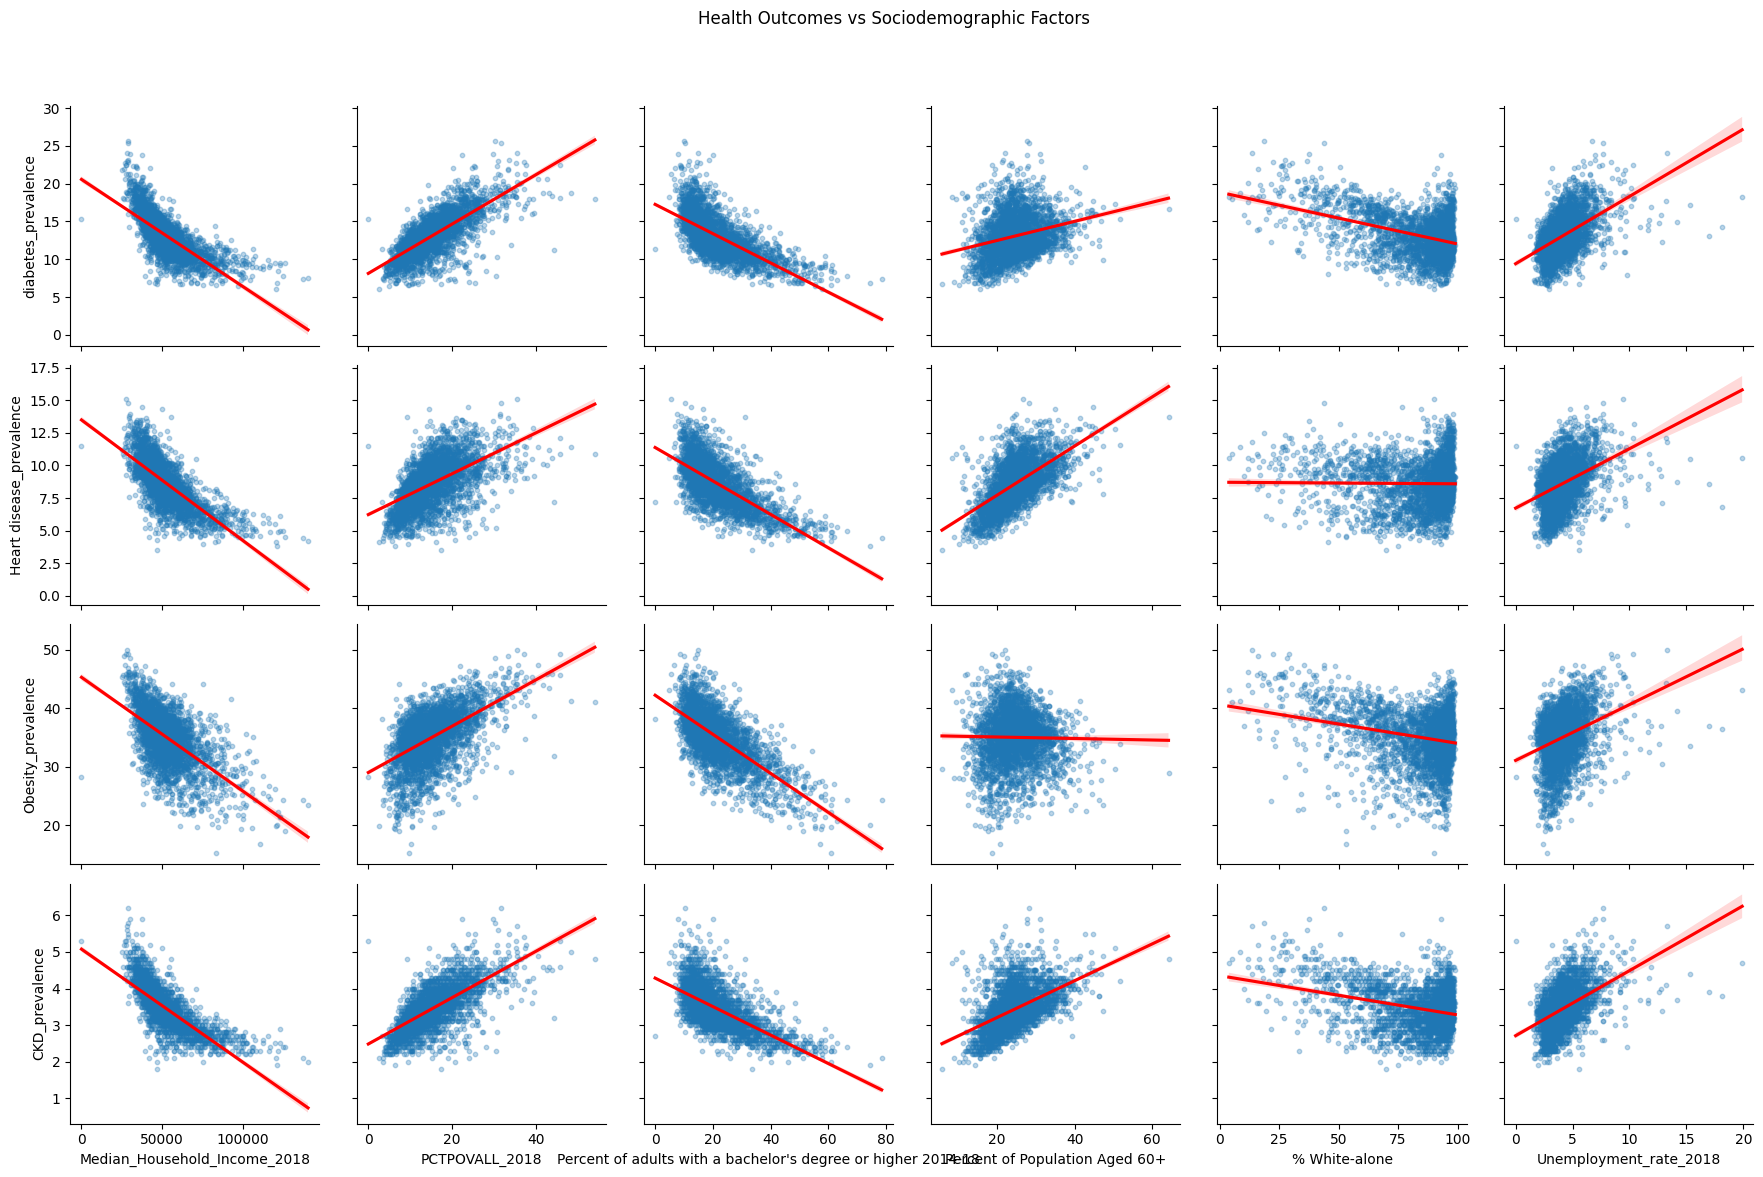 Health Outcomes vs Sociodemographic Factors
diabetes_prevalence
30
25
20
15
10
5
0
Heart disease_prevalence
17.5
15.0
12.5
10.0
7.5
5.0
2.5
0.0
Obesity_prevalence
50
40
30
20
CKD_prevalence
6
5
4
3
2
1
0 50000 100000
0 20 40
0 20 40 60 80
20 40 60
0 25 50 75 100
0 5 10 15 20
Median_Household_Income_2018
PCTPOVALL_2018
Percent of adults with a bachelor's degree or higher 2014-18
Percent of Population Aged 60+
% White-alone
Unemployment_rate_2018